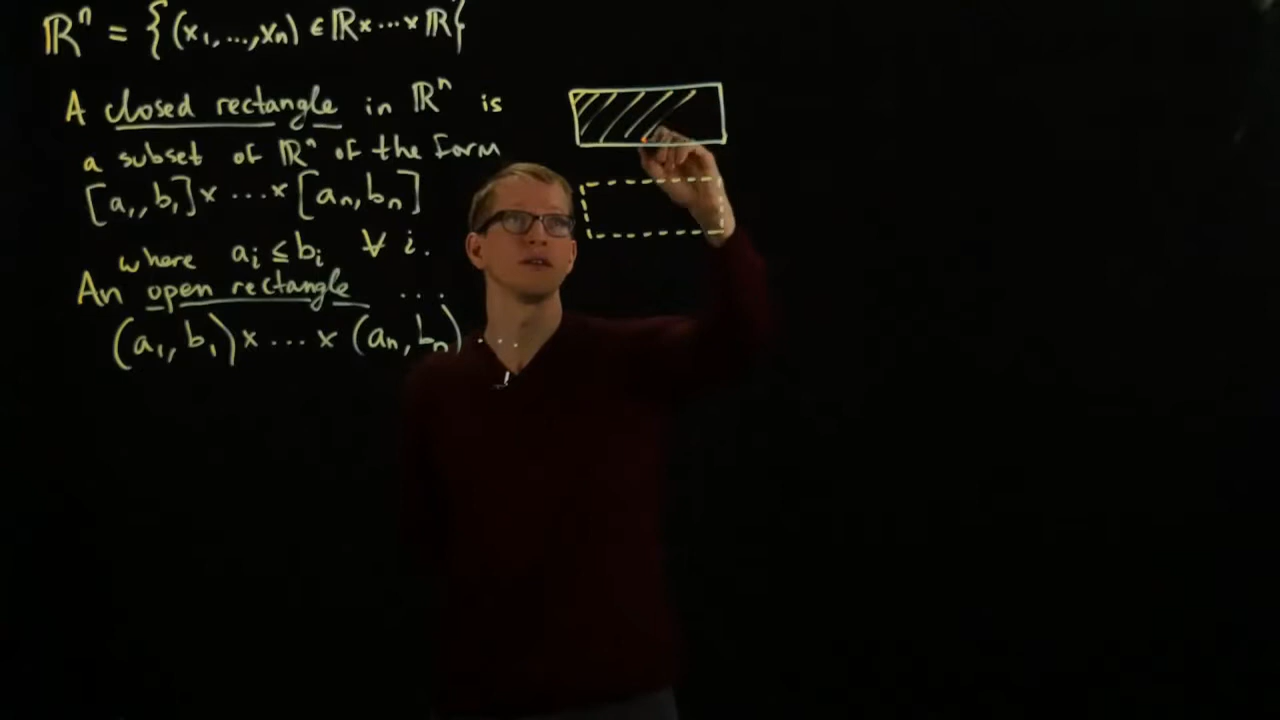 ℝⁿ = {(x₁,...,xₙ) ∈ ℝ×···×ℝ}
A closed rectangle in ℝⁿ is
a subset of ℝⁿ of the form
[a₁, b₁]×···×[aₙ, bₙ]
where aᵢ ≤ bᵢ ∀ i.
An open rectangle ...
(a₁, b₁)× ... ×(aₙ, bₙ) ...